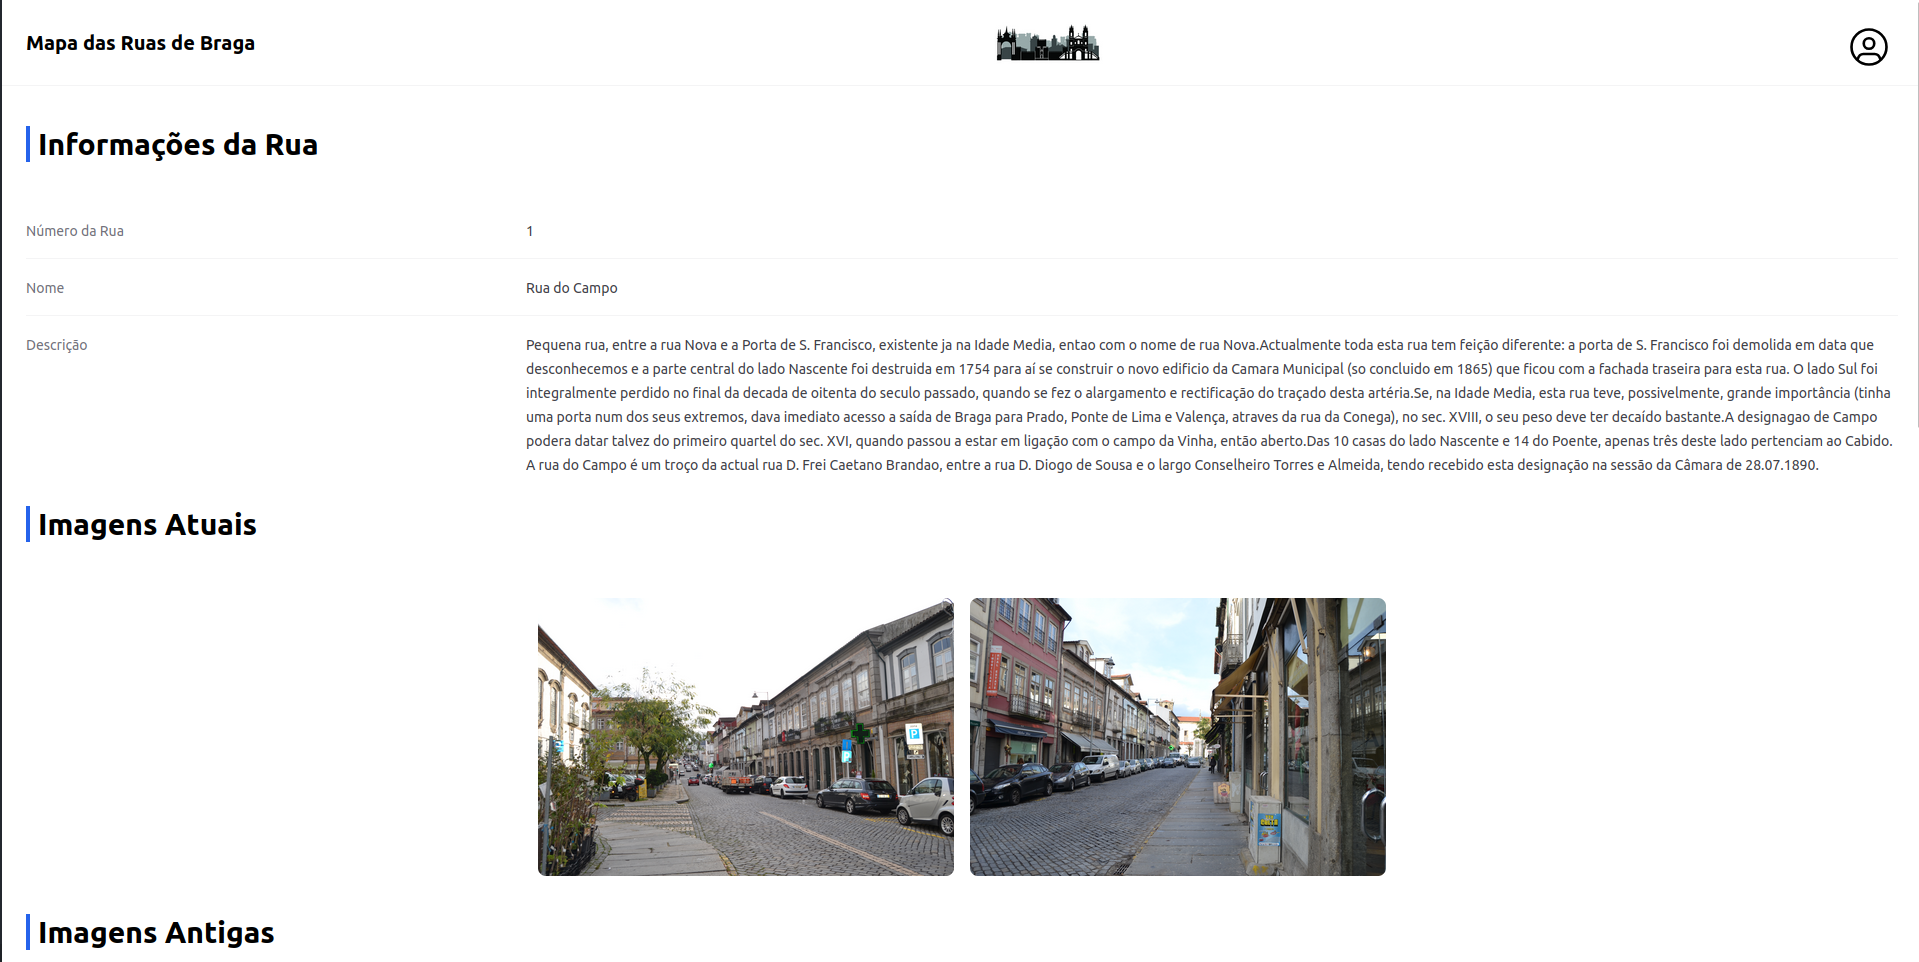 Mapa das Ruas de Braga
Informações da Rua
Número da Rua
1
Nome
Rua do Campo
Descrição
Pequena rua, entre a rua Nova e a Porta de S. Francisco, existente ja na Idade Media, entao com o nome de rua Nova.Actualmente toda esta rua tem feição diferente: a porta de S. Francisco foi demolida em data que
desconhecemos e a parte central do lado Nascente foi destruida em 1754 para aí se construir o novo edificio da Camara Municipal (so concluido em 1865) que ficou com a fachada traseira para esta rua. O lado Sul foi
integralmente perdido no final da decada de oitenta do seculo passado, quando se fez o alargamento e rectificação do traçado desta artéria.Se, na Idade Media, esta rua teve, possivelmente, grande importância (tinha
uma porta num dos seus extremos, dava imediato acesso a saída de Braga para Prado, Ponte de Lima e Valença, atraves da rua da Conega), no sec. XVIII, o seu peso deve ter decaído bastante.A designagao de Campo
podera datar talvez do primeiro quartel do sec. XVI, quando passou a estar em ligação com o campo da Vinha, então aberto.Das 10 casas do lado Nascente e 14 do Poente, apenas três deste lado pertenciam ao Cabido.
A rua do Campo é um troço da actual rua D. Frei Caetano Brandao, entre a rua D. Diogo de Sousa e o largo Conselheiro Torres e Almeida, tendo recebido esta designação na sessão da Câmara de 28.07.1890.
Imagens Atuais
P
Imagens Antigas